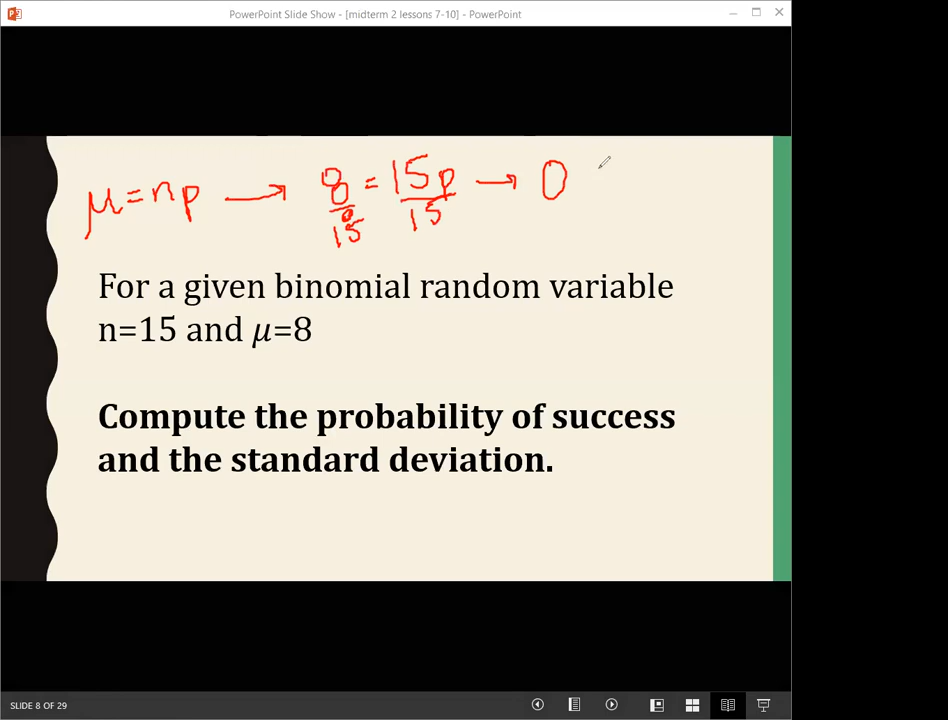 PowerPoint Slide Show - [midterm 2 lessons 7-10] - PowerPoint
μ=np → 8/15 = 15p/15 → 0
For a given binomial random variable
n=15 and μ=8
Compute the probability of success
and the standard deviation.
SLIDE 8 OF 29